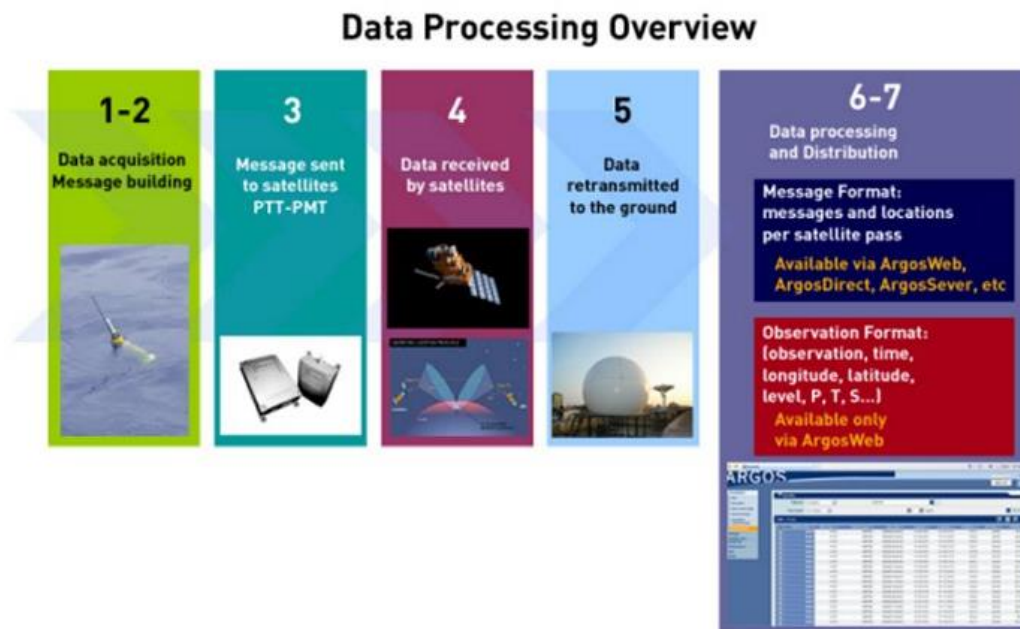 Data Processing Overview
1-2
Data acquisition
Message building
3
Message sent
to satellites
PTT-PMT
4
Data received
by satellites
5
Data
retransmitted
to the ground
6-7
Data processing
and Distribution
Message Format:
messages and locations
per satellite pass
Available via ArgosWeb,
ArgosDirect, ArgosSever, etc
Observation Format:
(observation, time,
longitude, latitude,
level, P, T, S...)
Available only
via ArgosWeb
ARGOS